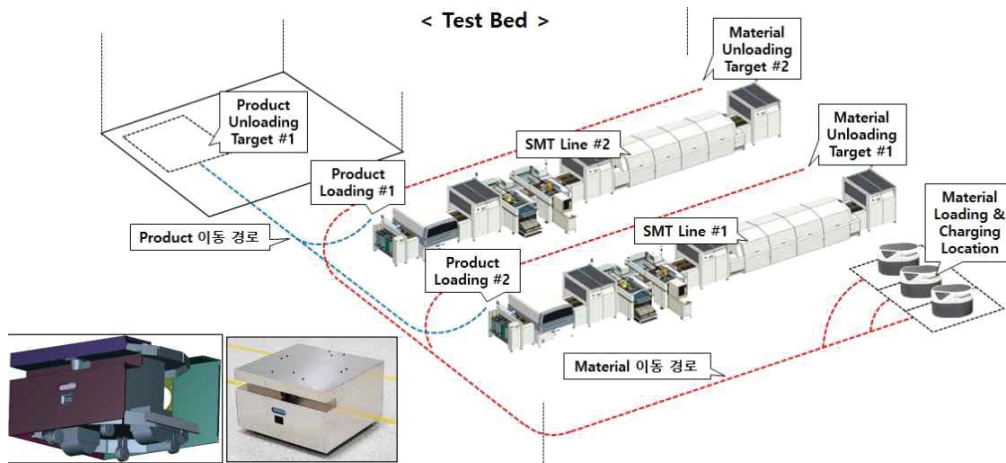 < Test Bed >
Material
Unloading
Target #2
Product
Unloading
Target #1
Material
Unloading
Target #1
SMT Line #2
Product
Loading #1
Material
Loading &
Charging
Location
Product 이동 경로
SMT Line #1
Product
Loading #2
Material 이동 경로